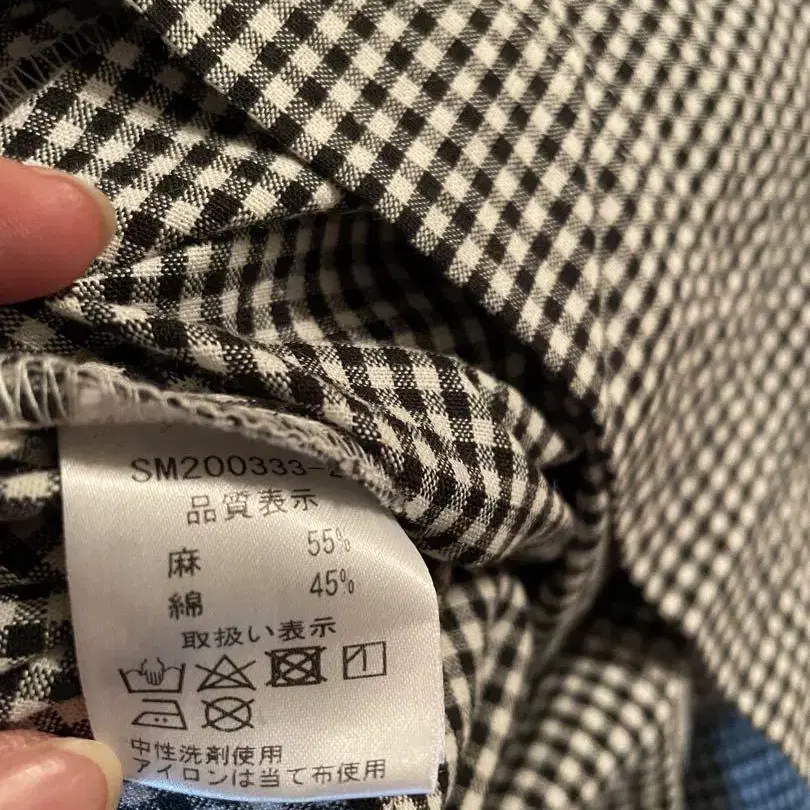 SM200333-
品質表示
麻 55%
綿 45%
取扱い表示
中性洗剤使用
アイロンは当て布使用